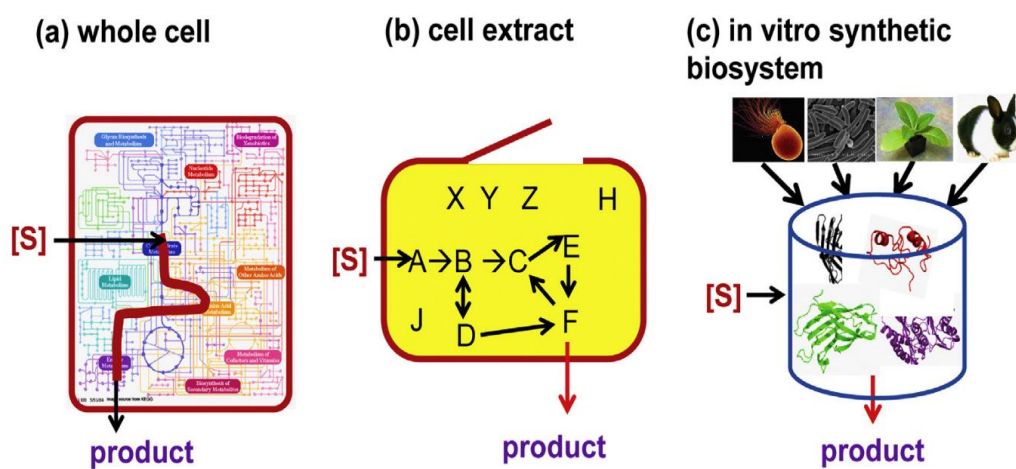 (a) whole cell
(b) cell extract
(c) in vitro synthetic
biosystem
Glycan Biosynthesis
and Metabolism
Biodegradation of
Xenobiotics
Nucleotide
Metabolism
[S]
Lipid
Metabolism
Metabolism of
Other Amino Acids
Amino Acid
Metabolism
Metabolism of
Cofactors and Vitamins
Biosynthesis of
Secondary Metabolites
product
X Y Z H
[S]
A B C E
J D F
product
[S]
product